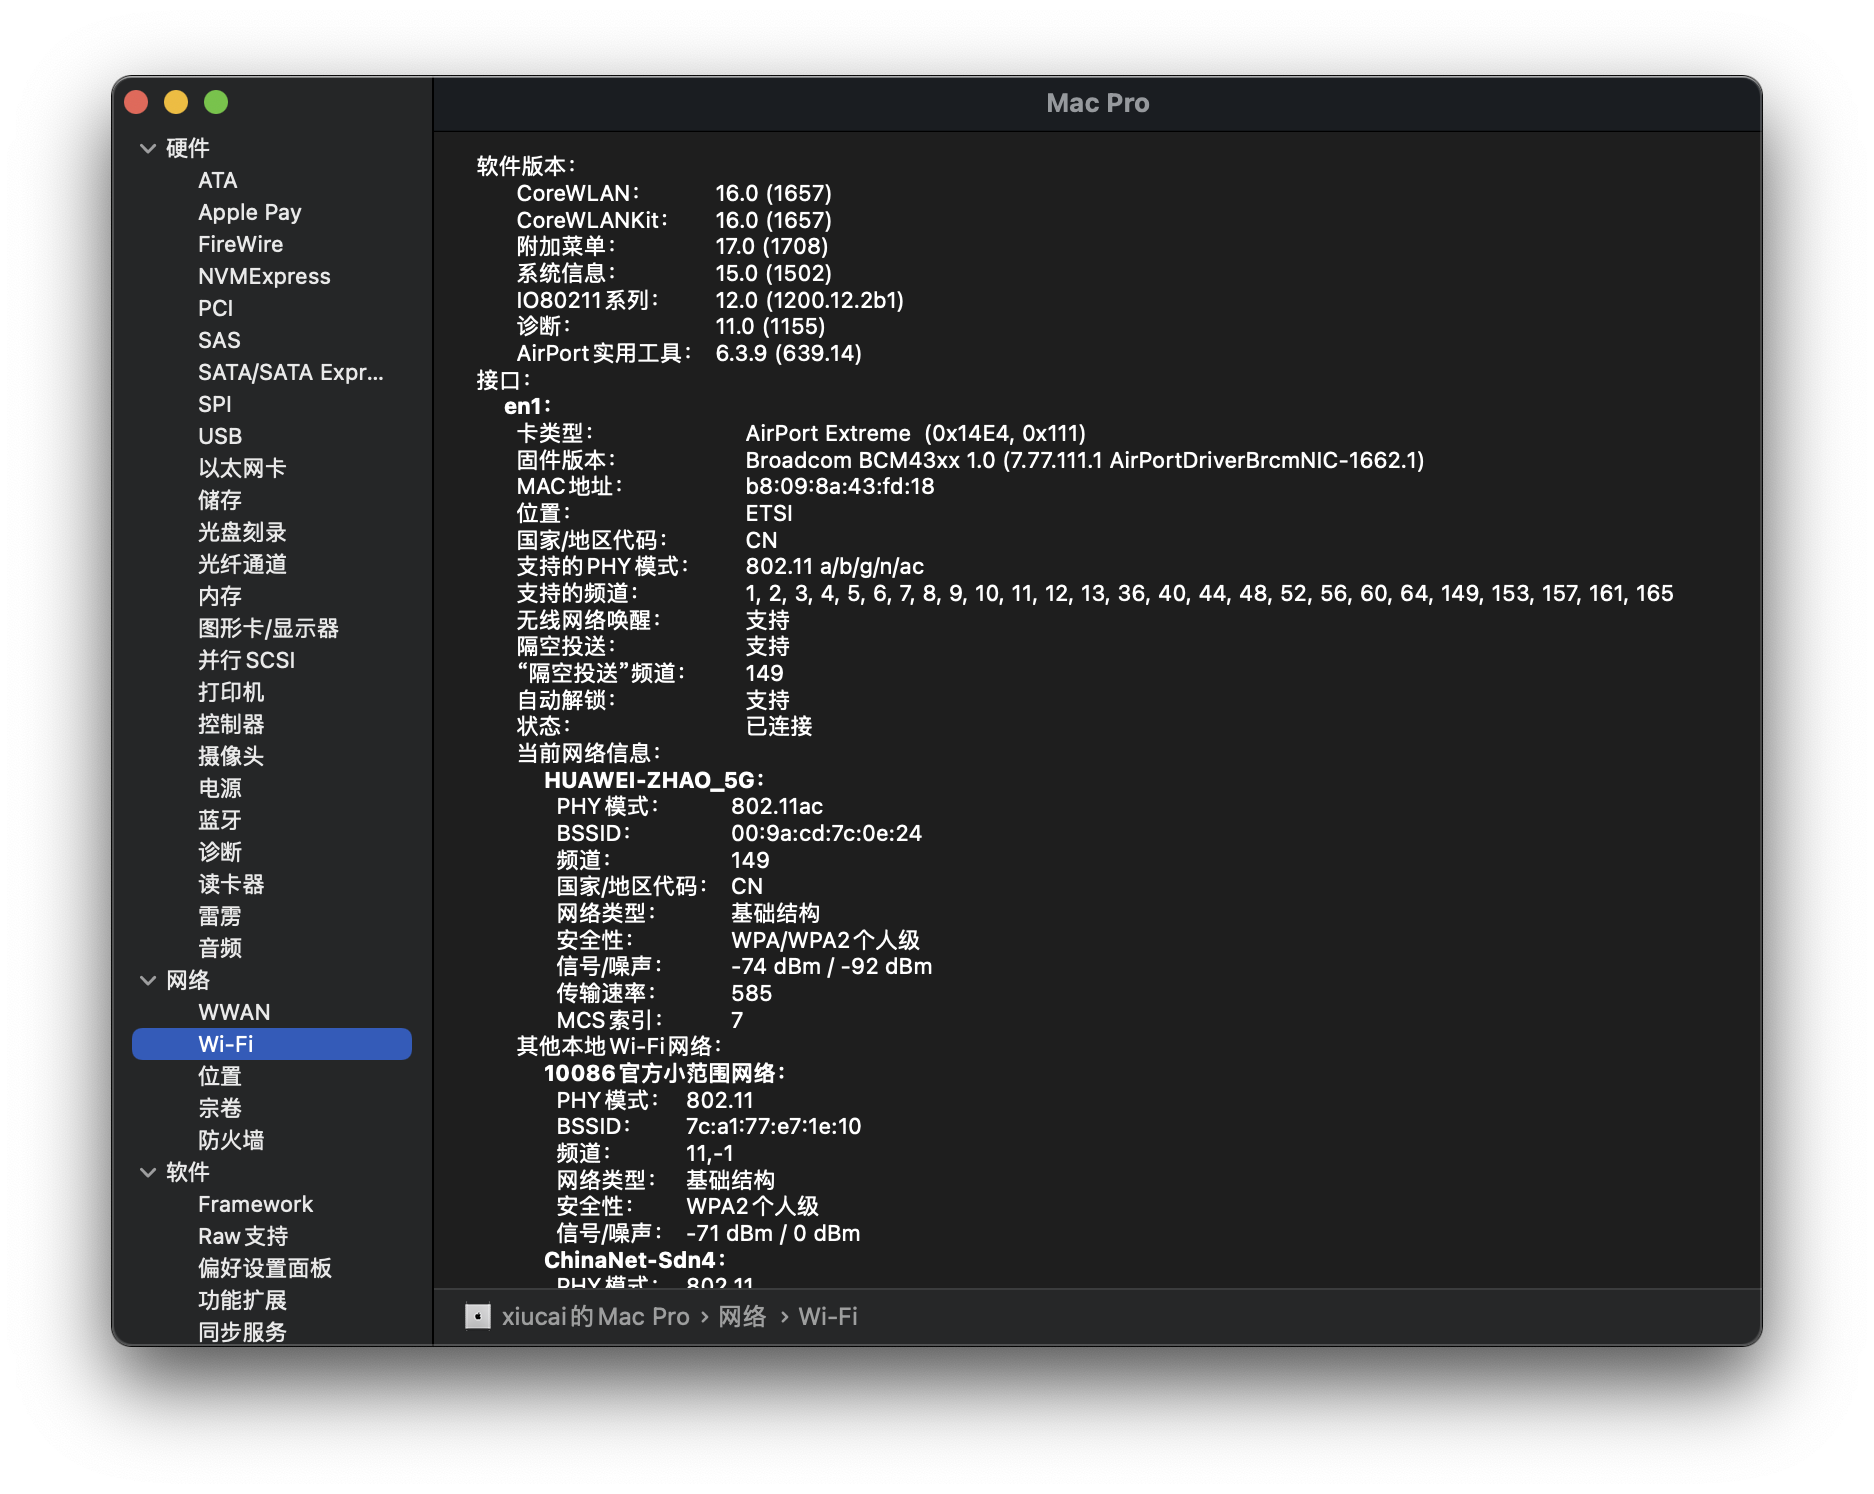 Mac Pro
硬件
ATA
Apple Pay
FireWire
NVMExpress
PCI
SAS
SATA/SATA Expr...
SPI
USB
以太网卡
储存
光盘刻录
光纤通道
内存
图形卡/显示器
并行SCSI
打印机
控制器
摄像头
电源
蓝牙
诊断
读卡器
雷雳
音频
网络
WWAN
Wi-Fi
位置
宗卷
防火墙
软件
Framework
Raw支持
偏好设置面板
功能扩展
同步服务
软件版本：
CoreWLAN： 16.0 (1657)
CoreWLANKit： 16.0 (1657)
附加菜单： 17.0 (1708)
系统信息： 15.0 (1502)
IO80211系列： 12.0 (1200.12.2b1)
诊断： 11.0 (1155)
AirPort实用工具： 6.3.9 (639.14)
接口：
en1：
卡类型： AirPort Extreme (0x14E4, 0x111)
固件版本： Broadcom BCM43xx 1.0 (7.77.111.1 AirPortDriverBrcmNIC-1662.1)
MAC地址： b8:09:8a:43:fd:18
位置： ETSI
国家/地区代码： CN
支持的PHY模式： 802.11 a/b/g/n/ac
支持的频道： 1, 2, 3, 4, 5, 6, 7, 8, 9, 10, 11, 12, 13, 36, 40, 44, 48, 52, 56, 60, 64, 149, 153, 157, 161, 165
无线网络唤醒： 支持
隔空投送： 支持
“隔空投送”频道： 149
自动解锁： 支持
状态： 已连接
当前网络信息：
HUAWEI-ZHAO_5G：
PHY模式： 802.11ac
BSSID： 00:9a:cd:7c:0e:24
频道： 149
国家/地区代码： CN
网络类型： 基础结构
安全性： WPA/WPA2个人级
信号/噪声： -74 dBm / -92 dBm
传输速率： 585
MCS索引： 7
其他本地Wi-Fi网络：
10086官方小范围网络：
PHY模式： 802.11
BSSID： 7c:a1:77:e7:1e:10
频道： 11,-1
网络类型： 基础结构
安全性： WPA2个人级
信号/噪声： -71 dBm / 0 dBm
ChinaNet-Sdn4：
PHY模式： 802.11
xiucai的Mac Pro › 网络 › Wi-Fi